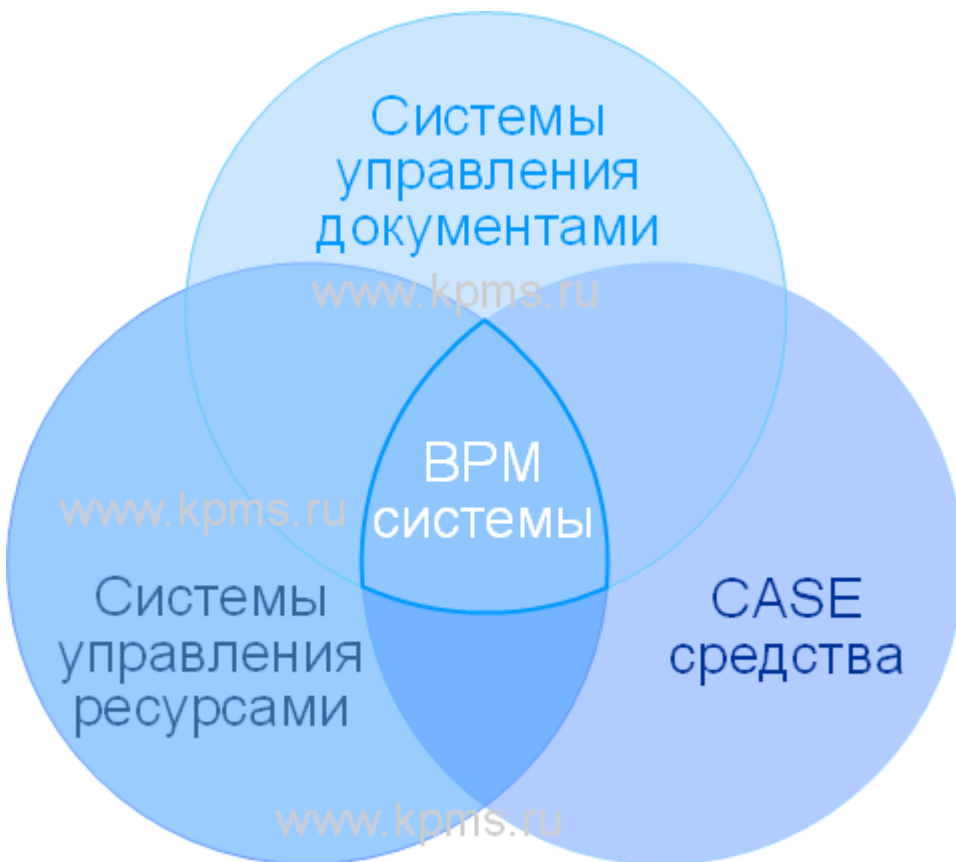 Системы
управления
документами
www.kpms.ru
BPM
системы
www.kpms.ru
Системы
управления
ресурсами
CASE
средства
www.kpms.ru